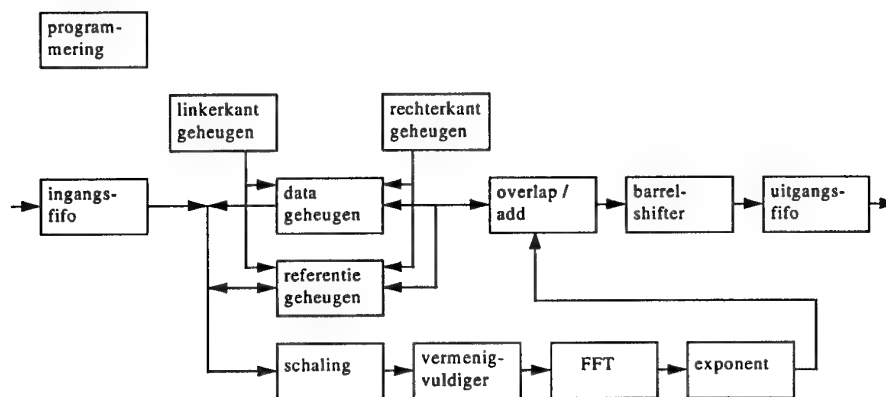 program-
mering
linkerkant
geheugen
rechterkant
geheugen
ingangs-
fifo
data
geheugen
overlap /
add
barrel-
shifter
uitgangs-
fifo
referentie
geheugen
schaling
vermenig-
vuldiger
FFT
exponent